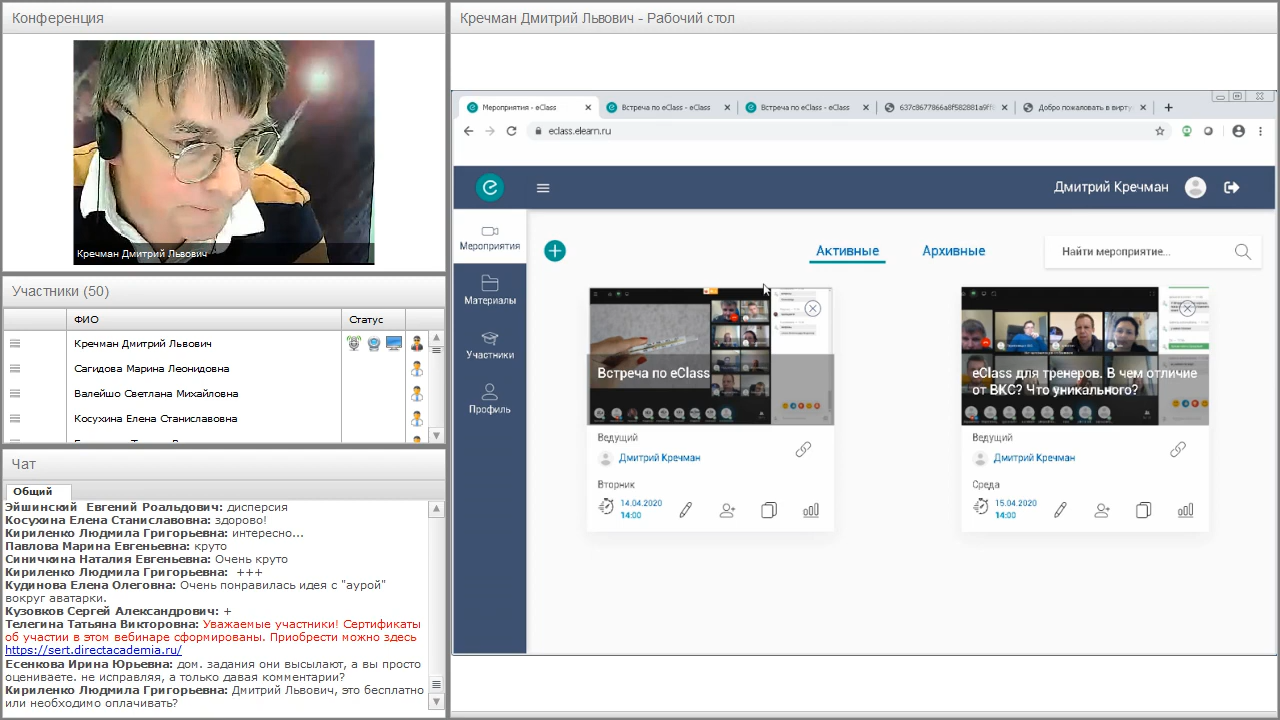 Конференция
Кречман Дмитрий Львович
Участники (50)
ФИО
Статус
Кречман Дмитрий Львович
Сагидова Марина Леонидовна
Валейшо Светлана Михайловна
Косухина Елена Станиславовна
Чат
Общий
Эйшинский Евгений Роальдович: дисперсия
Косухина Елена Станиславовна: здорово!
Кириленко Людмила Григорьевна: интересно...
Павлова Марина Евгеньевна: круто
Синичкина Наталия Евгеньевна: Очень круто
Кириленко Людмила Григорьевна: +++
Кудинова Елена Олеговна: Очень понравилась идея с "аурой"
вокруг аватарки.
Кузовков Сергей Александрович: +
Телегина Татьяна Викторовна: Уважаемые участники! Сертификаты
об участии в этом вебинаре сформированы. Приобрести можно здесь
https://sert.directacademia.ru/
Есенкова Ирина Юрьевна: дом. задания они высылают, а вы просто
оцениваете. не исправляя, а только давая комментарии?
Кириленко Людмила Григорьевна: Дмитрий Львович, это бесплатно
или необходимо оплачивать?
Кречман Дмитрий Львович - Рабочий стол
Мероприятия - eClass
Встреча по eClass - eClass
Встреча по eClass - eClass
637c8677866a8f582881a9ff
Добро пожаловать в вирту
eclass.elearn.ru
Дмитрий Кречман
Мероприятия
Материалы
Участники
Профиль
Активные
Архивные
Найти мероприятие...
Встреча по eClass
Ведущий
Дмитрий Кречман
Вторник
14.04.2020
14:00
eClass для тренеров. В чем отличие
от ВКС? Что уникального?
Ведущий
Дмитрий Кречман
Среда
15.04.2020
14:00